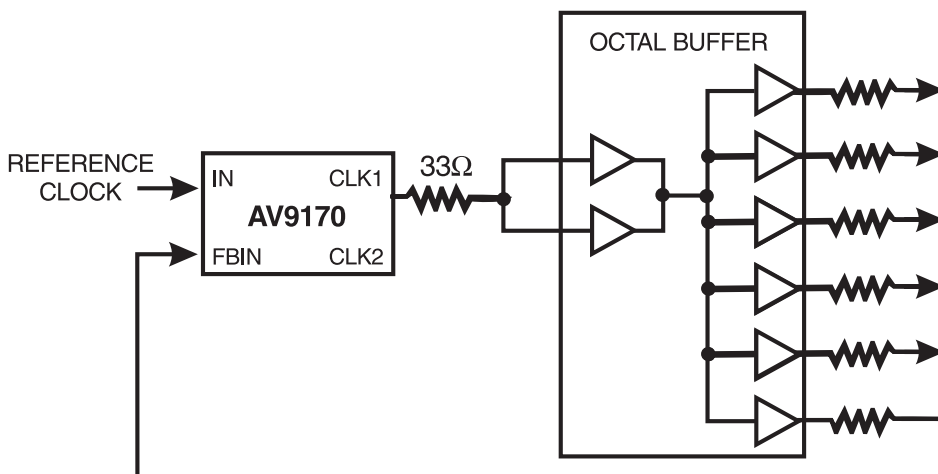 OCTAL BUFFER
REFERENCE
CLOCK
IN
CLK1
33Ω
AV9170
FBIN
CLK2